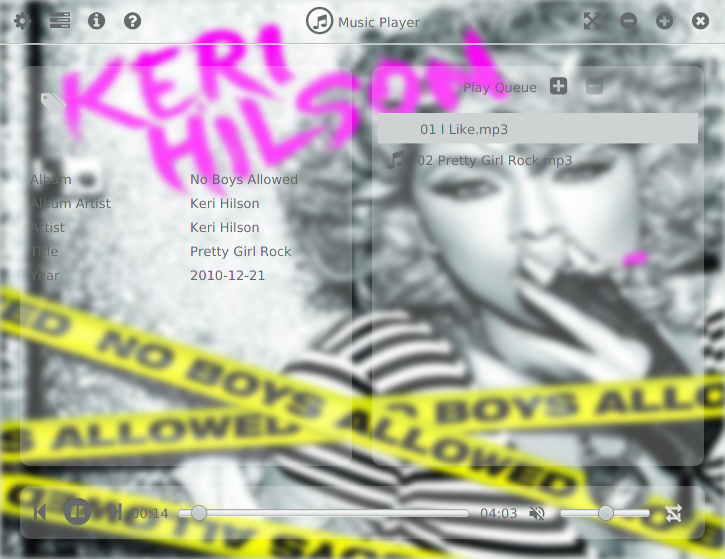 Music Player
KERI
HILSON
Play Queue
01 I Like.mp3
02 Pretty Girl Rock.mp3
Album No Boys Allowed
Album Artist Keri Hilson
Artist Keri Hilson
Title Pretty Girl Rock
Year 2010-12-21
ED NO BOYS ALLOWED
S ALLOWED BOYS ALLO
00:14 04:03